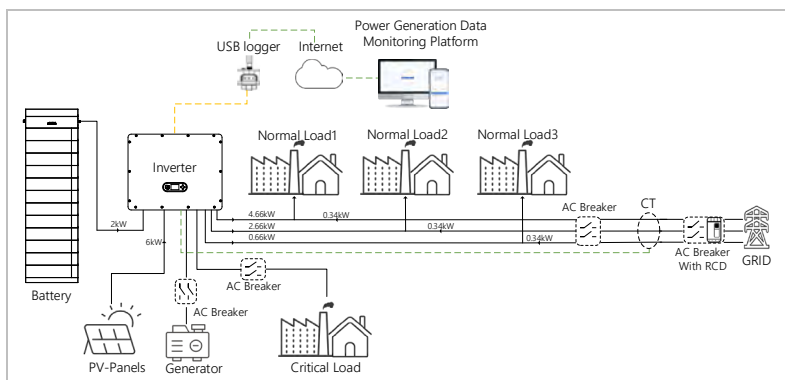 Power Generation Data
Monitoring Platform
USB logger
Internet
Normal Load1
Normal Load2
Normal Load3
Inverter
4.66kW
0.34kW
AC Breaker
CT
2kW
2.66kW
0.34kW
6kW
0.66kW
0.34kW
AC Breaker
With RCD
GRID
Battery
AC Breaker
AC Breaker
PV-Panels
Generator
Critical Load